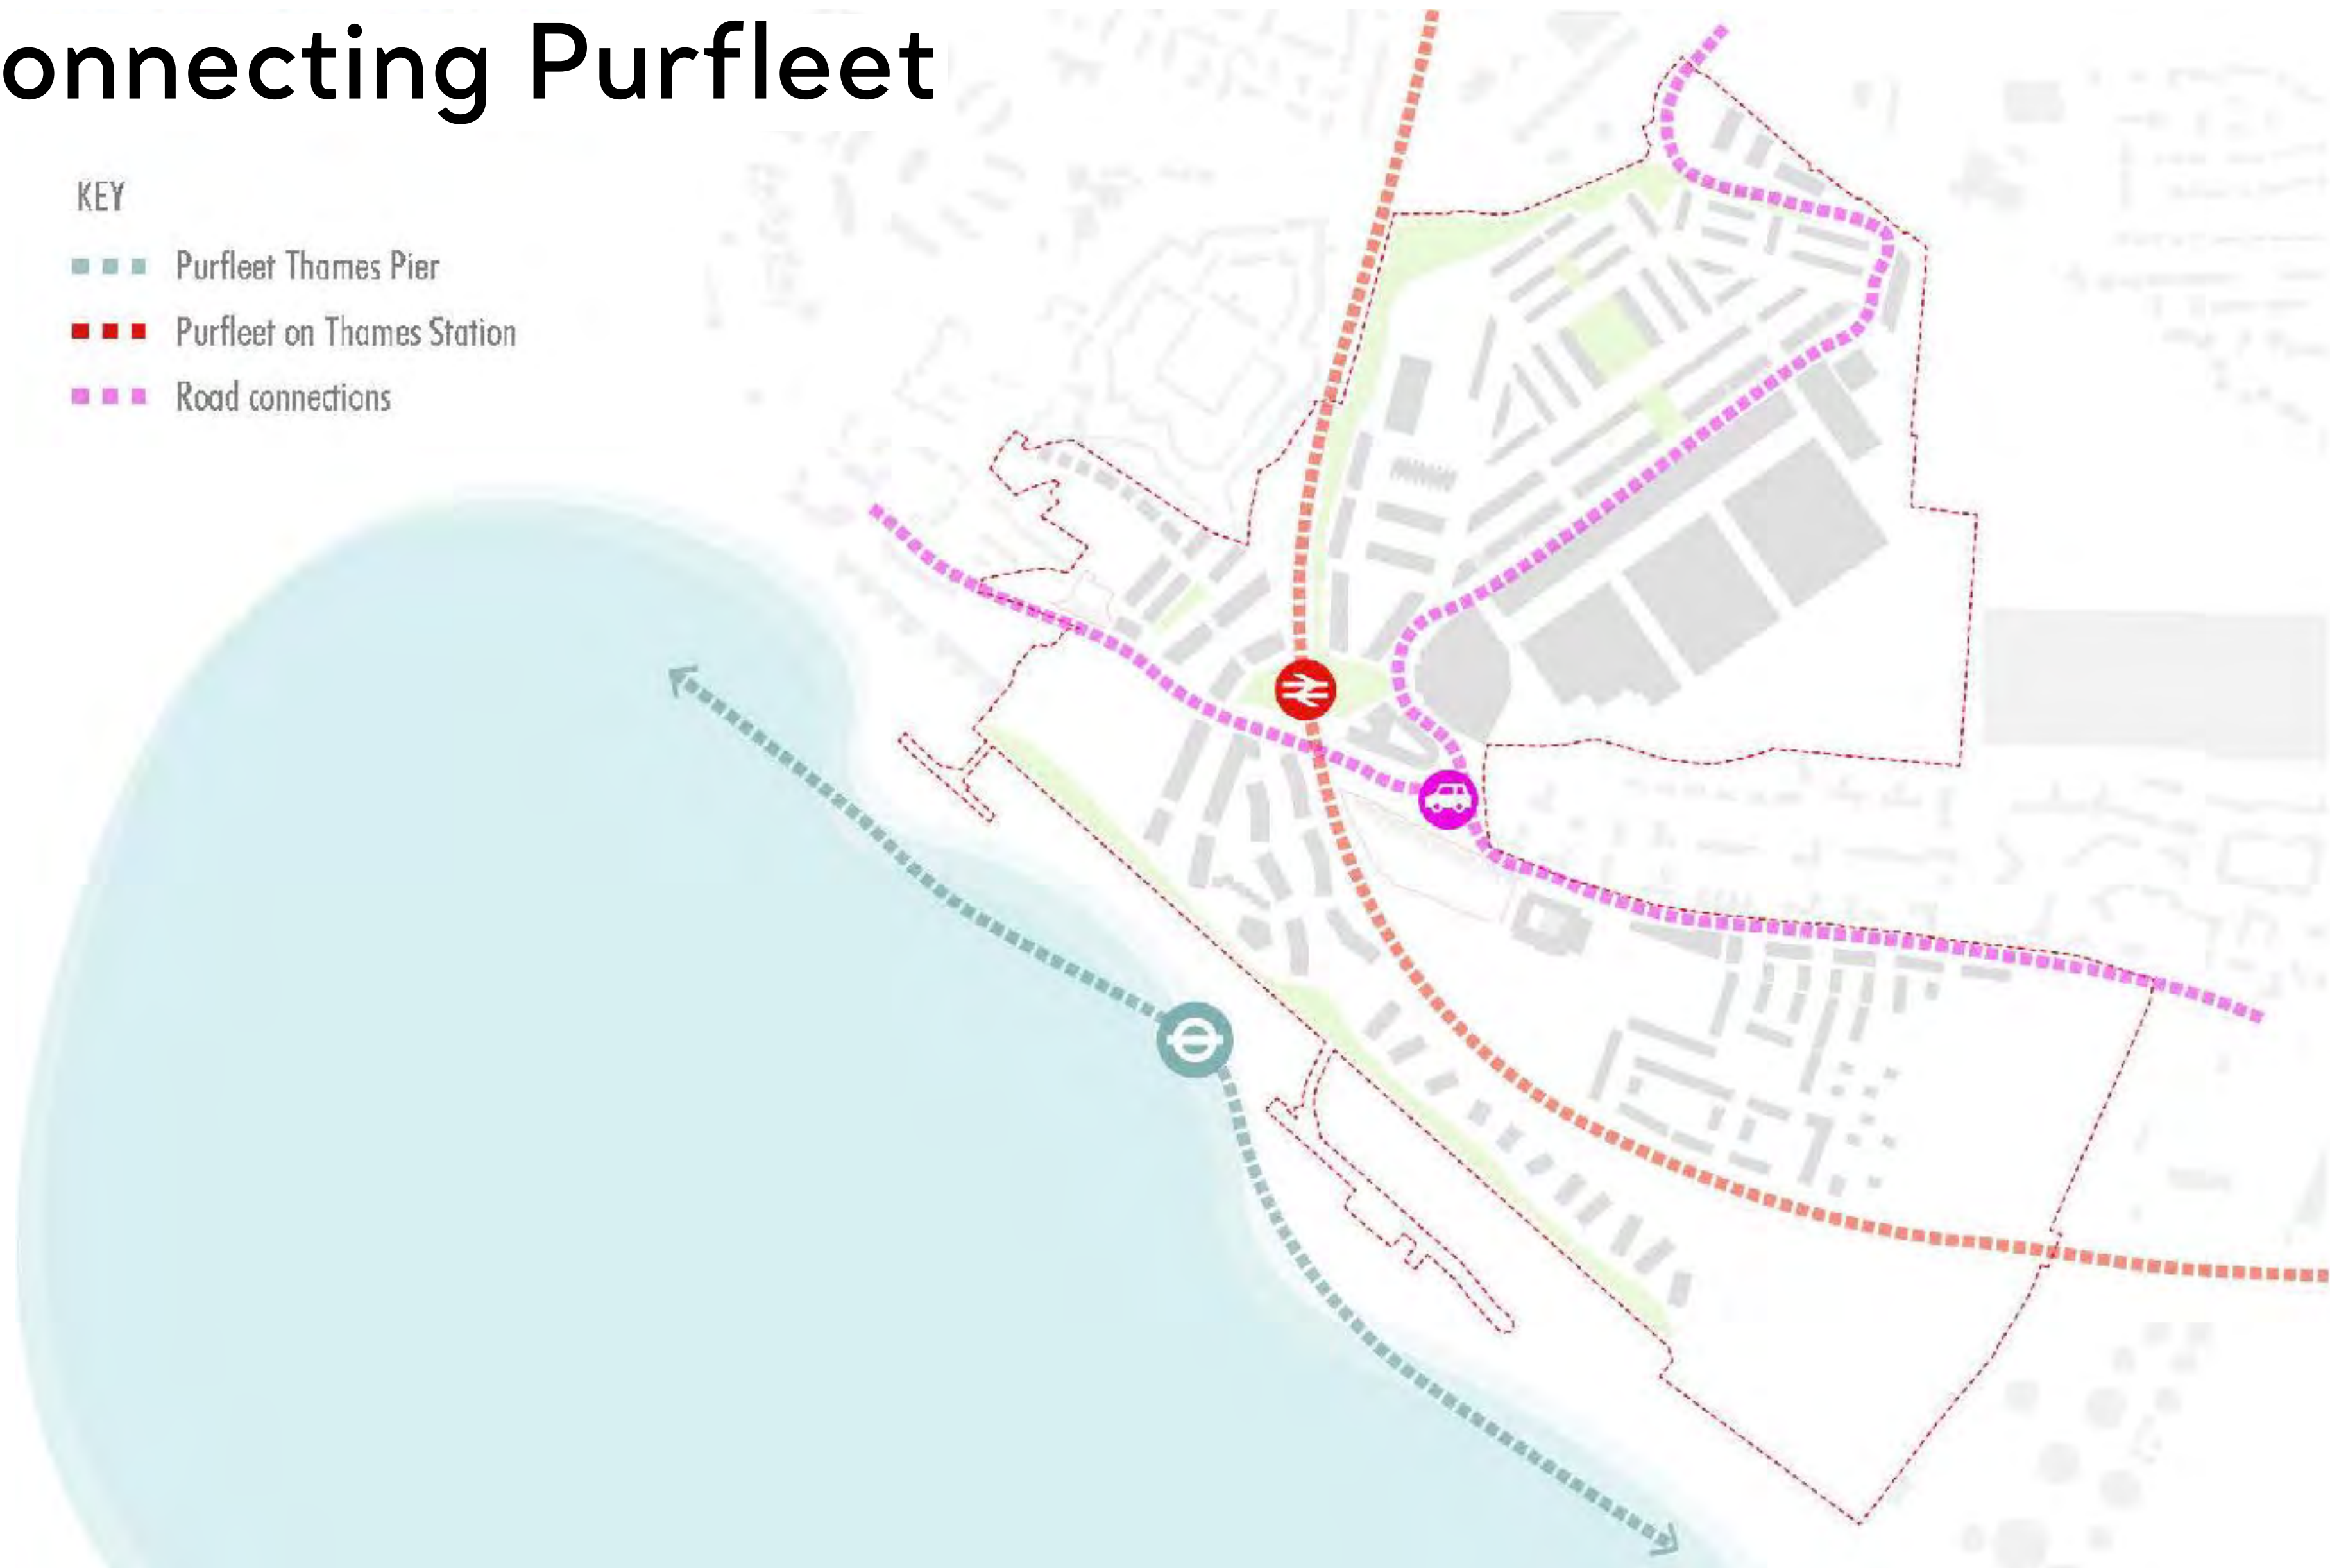 onnecting Purfleet
KEY
Purfleet Thames Pier
Purfleet on Thames Station
Road connections